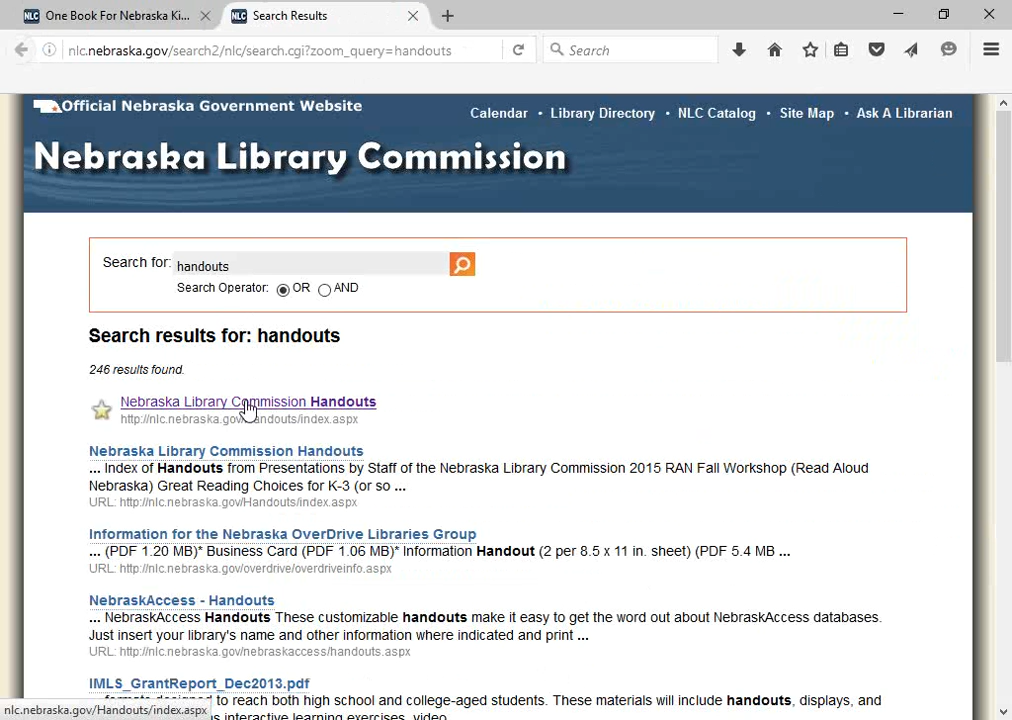 NLC One Book For Nebraska Ki...
NLC Search Results
nlc.nebraska.gov/search2/nlc/search.cgi?zoom_query=handouts
Search
Official Nebraska Government Website
Calendar • Library Directory • NLC Catalog • Site Map • Ask A Librarian
Nebraska Library Commission
Search for: handouts
Search Operator: OR AND
Search results for: handouts
246 results found.
Nebraska Library Commission Handouts
http://nlc.nebraska.gov/Handouts/index.aspx
Nebraska Library Commission Handouts
... Index of Handouts from Presentations by Staff of the Nebraska Library Commission 2015 RAN Fall Workshop (Read Aloud
Nebraska) Great Reading Choices for K-3 (or so ...
URL: http://nlc.nebraska.gov/Handouts/index.aspx
Information for the Nebraska OverDrive Libraries Group
... (PDF 1.20 MB)* Business Card (PDF 1.06 MB)* Information Handout (2 per 8.5 x 11 in. sheet) (PDF 5.4 MB ...
URL: http://nlc.nebraska.gov/overdrive/overdriveinfo.aspx
NebraskAccess - Handouts
... NebraskAccess Handouts These customizable handouts make it easy to get the word out about NebraskAccess databases.
Just insert your library's name and other information where indicated and print ...
URL: http://nlc.nebraska.gov/nebraskaccess/handouts.aspx
IMLS_GrantReport_Dec2013.pdf
... formats designed to reach both high school and college-aged students. These materials will include handouts, displays, and
as interactive learning exercises, video
nlc.nebraska.gov/Handouts/index.aspx